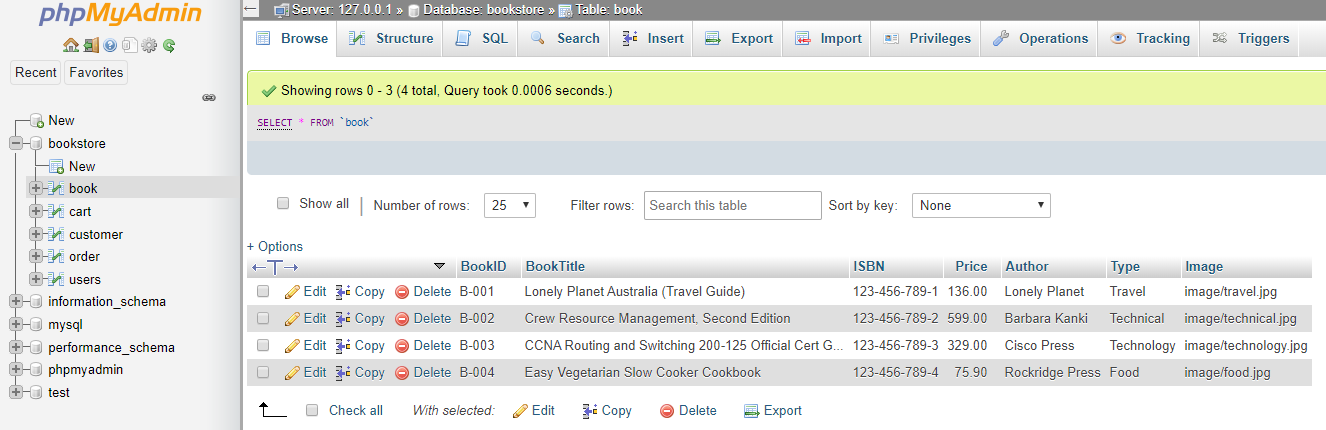 phpMyAdmin
Recent Favorites
New
bookstore
New
book
cart
customer
order
users
information_schema
mysql
performance_schema
phpmyadmin
test
Server: 127.0.0.1 » Database: bookstore » Table: book
Browse Structure SQL Search Insert Export Import Privileges Operations Tracking Triggers
Showing rows 0 - 3 (4 total, Query took 0.0006 seconds.)
SELECT * FROM `book`
Show all Number of rows: 25 Filter rows: Search this table Sort by key: None
+ Options
BookID BookTitle ISBN Price Author Type Image
Edit Copy Delete B-001 Lonely Planet Australia (Travel Guide) 123-456-789-1 136.00 Lonely Planet Travel image/travel.jpg
Edit Copy Delete B-002 Crew Resource Management, Second Edition 123-456-789-2 599.00 Barbara Kanki Technical image/technical.jpg
Edit Copy Delete B-003 CCNA Routing and Switching 200-125 Official Cert G... 123-456-789-3 329.00 Cisco Press Technology image/technology.jpg
Edit Copy Delete B-004 Easy Vegetarian Slow Cooker Cookbook 123-456-789-4 75.90 Rockridge Press Food image/food.jpg
Check all With selected: Edit Copy Delete Export